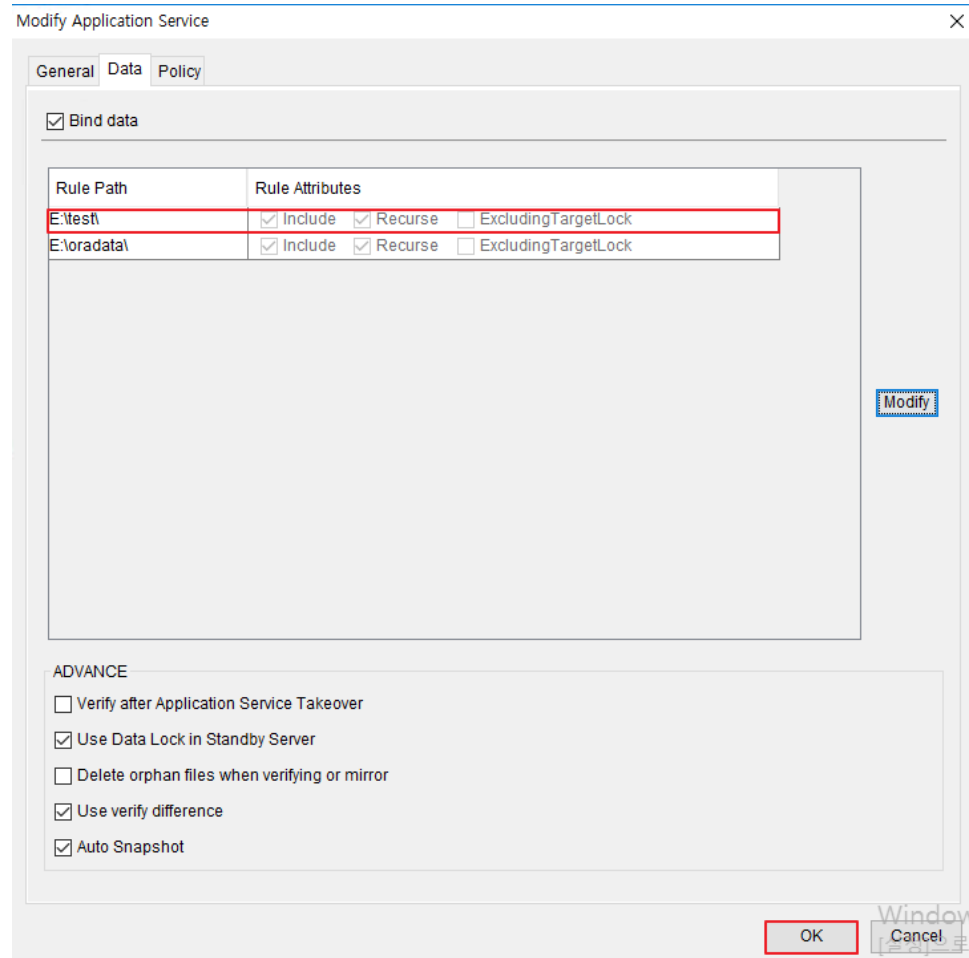 Modify Application Service
General Data Policy
Bind data
Rule Path Rule Attributes
E:\test\ Include Recurse ExcludingTargetLock
E:\oradata\ Include Recurse ExcludingTargetLock
Modify
ADVANCE
Verify after Application Service Takeover
Use Data Lock in Standby Server
Delete orphan files when verifying or mirror
Use verify difference
Auto Snapshot
Window
OK Cancel